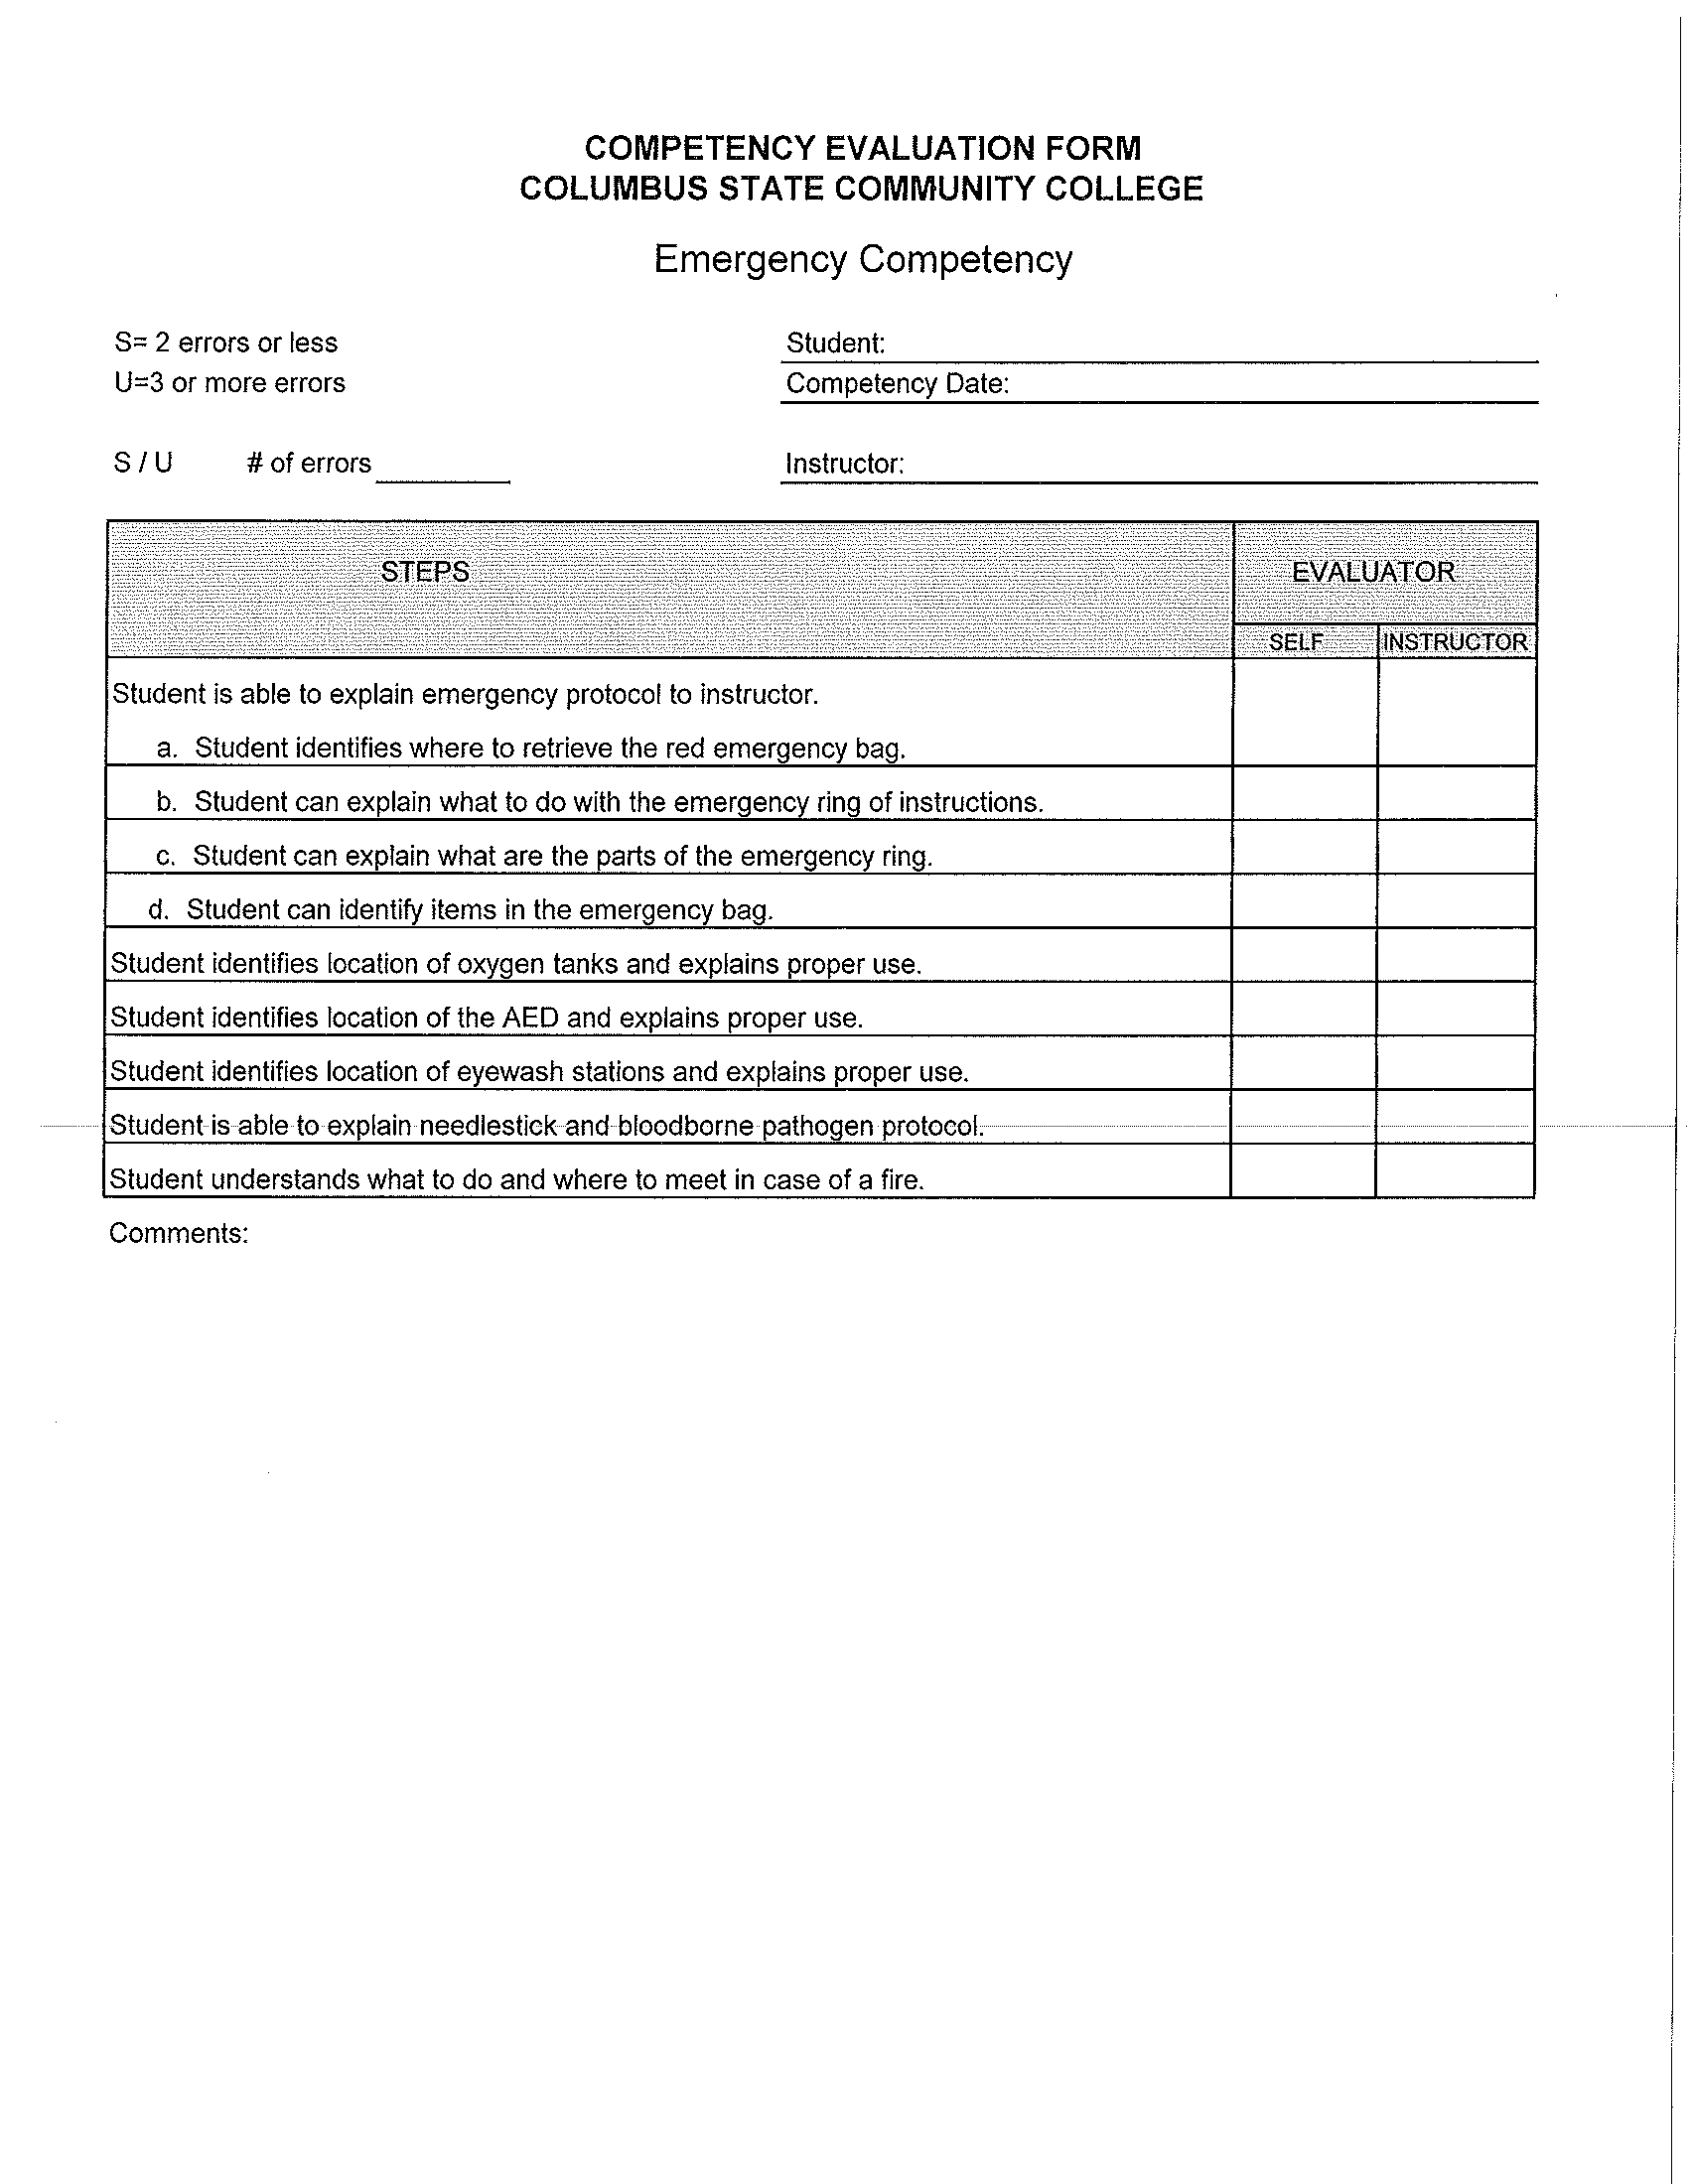 COMPETENCY EVALUATION FORM
COLUMBUS STATE COMMUNITY COLLEGE
Emergency Competency
S= 2 errors or less
Student:
U=3 or more errors
Competency Date:
S / U # of errors
Instructor:
STEPS
EVALUATOR
SELF
INSTRUCTOR
Student is able to explain emergency protocol to instructor.
a. Student identifies where to retrieve the red emergency bag.
b. Student can explain what to do with the emergency ring of instructions.
c. Student can explain what are the parts of the emergency ring.
d. Student can identify items in the emergency bag.
Student identifies location of oxygen tanks and explains proper use.
Student identifies location of the AED and explains proper use.
Student identifies location of eyewash stations and explains proper use.
Student is able to explain needlestick and bloodborne pathogen protocol.
Student understands what to do and where to meet in case of a fire.
Comments: